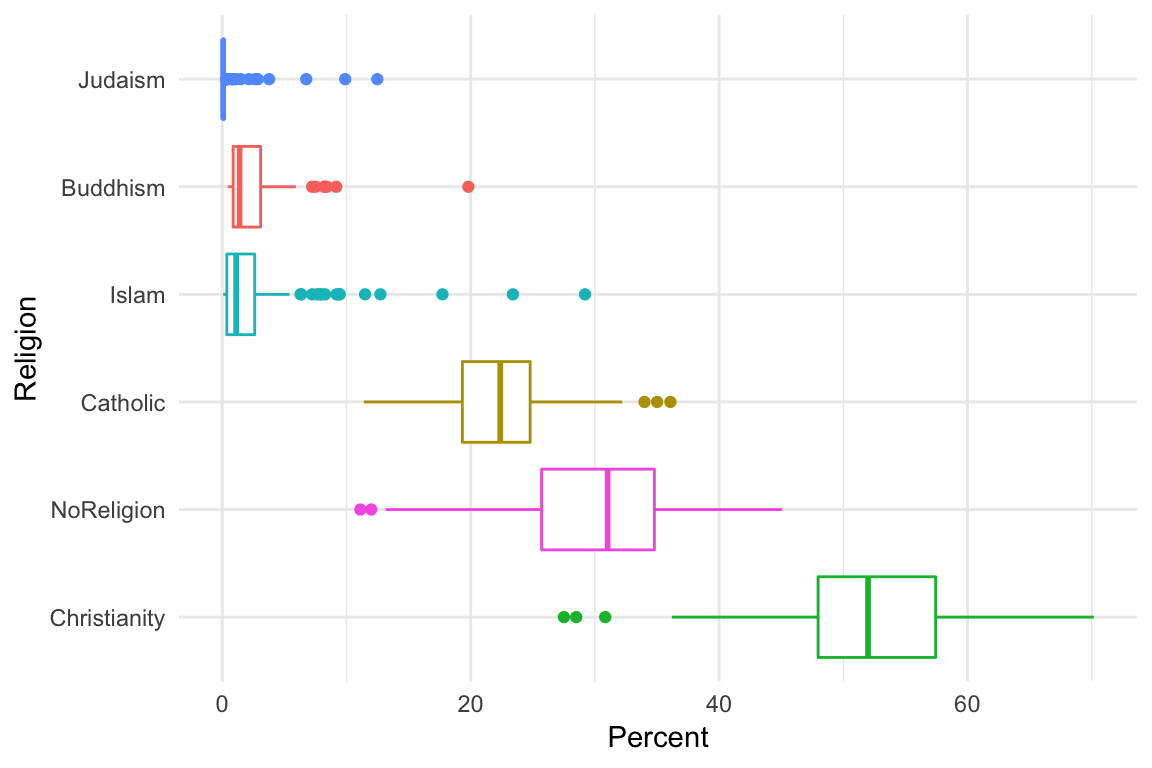 Religion
Judaism
Buddhism
Islam
Catholic
NoReligion
Christianity
0 20 40 60
Percent